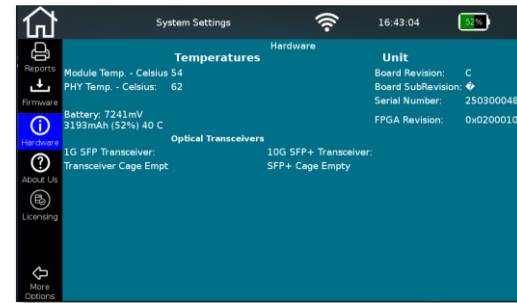 System Settings 16:43:04 52%
Hardware
Temperatures Unit
Module Temp. - Celsius 54 Board Revision: C
PHY Temp. - Celsius: 62 Board SubRevision: �
Serial Number: 250300048
Battery: 7241mV FPGA Revision: 0x0200010
3193mAh (52%) 40 C
Optical Transceivers
1G SFP Transceiver: 10G SFP+ Transceiver:
Transceiver Cage Empt SFP+ Cage Empty
Reports
Firmware
Hardware
About Us
Licensing
More
Options